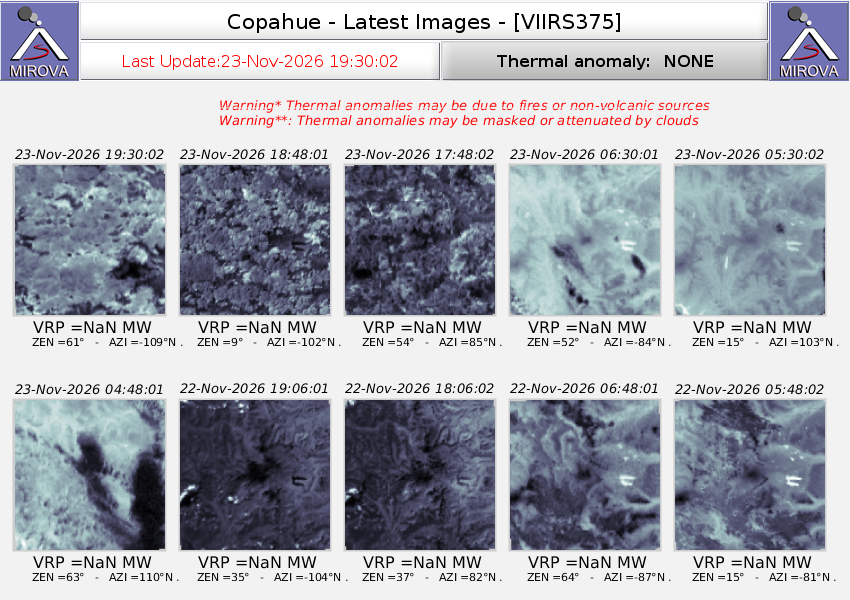 Copahue - Latest Images - [VIIRS375]
MIROVA
Last Update:23-Nov-2026 19:30:02
Thermal anomaly: NONE
MIROVA
Warning* Thermal anomalies may be due to fires or non-volcanic sources
Warning**: Thermal anomalies may be masked or attenuated by clouds
23-Nov-2026 19:30:02 23-Nov-2026 18:48:01 23-Nov-2026 17:48:02 23-Nov-2026 06:30:01 23-Nov-2026 05:30:02
VRP =NaN MW VRP =NaN MW VRP =NaN MW VRP =NaN MW VRP =NaN MW
ZEN =61° - AZI =-109°N . ZEN =9° - AZI =-102°N . ZEN =54° - AZI =85°N . ZEN =52° - AZI =-84°N . ZEN =15° - AZI =103°N .
23-Nov-2026 04:48:01 22-Nov-2026 19:06:01 22-Nov-2026 18:06:02 22-Nov-2026 06:48:01 22-Nov-2026 05:48:02
VRP =NaN MW VRP =NaN MW VRP =NaN MW VRP =NaN MW VRP =NaN MW
ZEN =63° - AZI =110°N . ZEN =35° - AZI =-104°N . ZEN =37° - AZI =82°N . ZEN =64° - AZI =-87°N . ZEN =15° - AZI =-81°N .